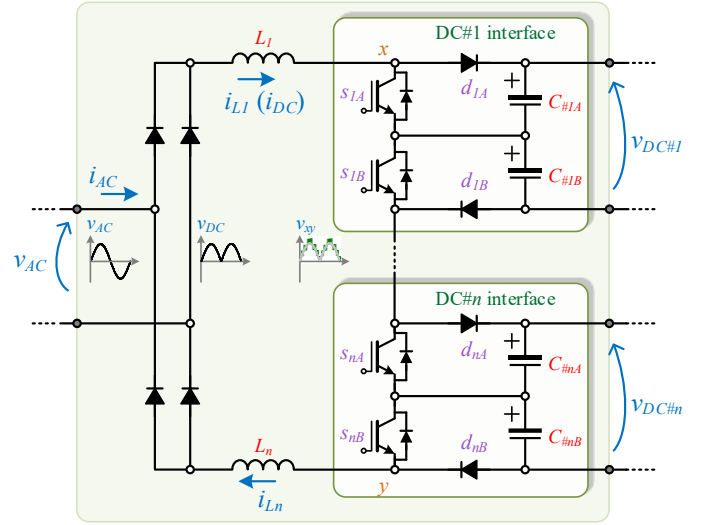 DC#1 interface
L1
x
iL1 (iDC)
s1A
d1A
+
C#1A
vDC#1
s1B
d1B
+
C#1B
iAC
vAC
vAC
vDC
vxy
DC#n interface
snA
dnA
+
C#nA
vDC#n
snB
dnB
+
C#nB
Ln
iLn
y